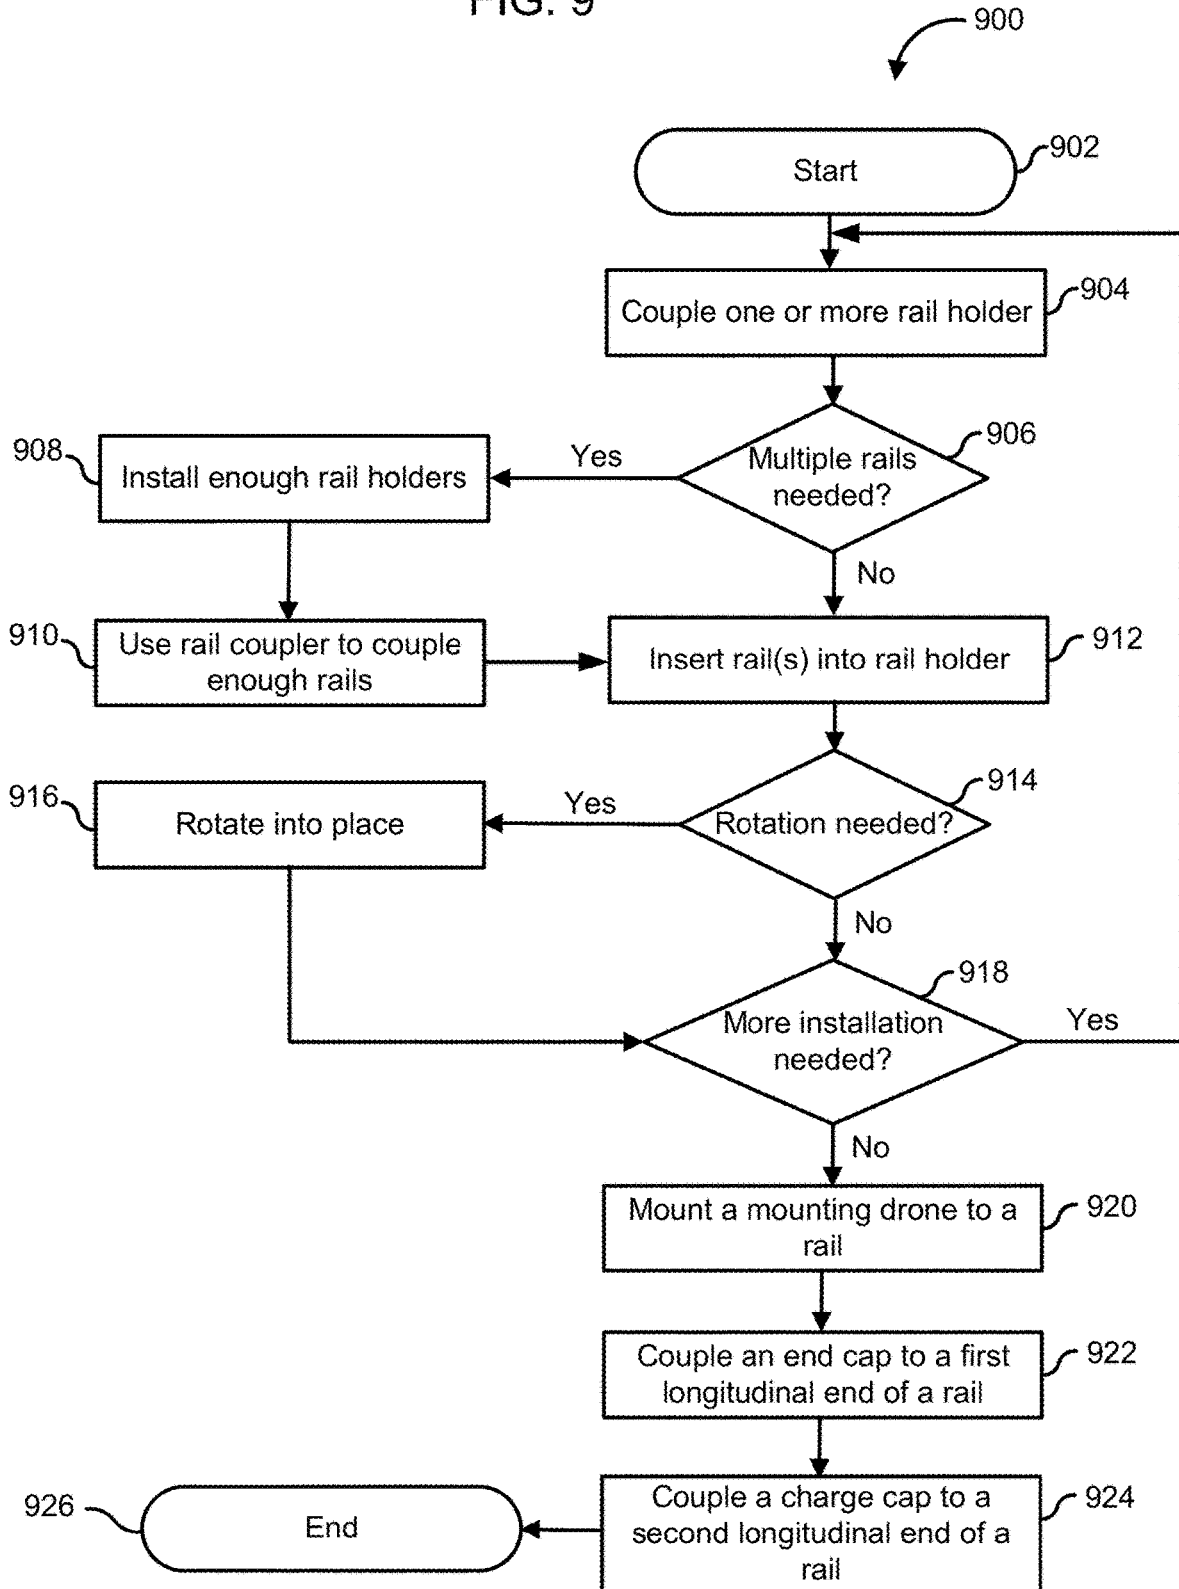 FIG. 9
900
Start
902
Couple one or more rail holder
904
Multiple rails
needed?
906
Yes
No
908
Install enough rail holders
910
Use rail coupler to couple
enough rails
Insert rail(s) into rail holder
912
Rotation needed?
914
Yes
No
916
Rotate into place
More installation
needed?
918
Yes
No
Mount a mounting drone to a
rail
920
Couple an end cap to a first
longitudinal end of a rail
922
Couple a charge cap to a
second longitudinal end of a
rail
924
926
End